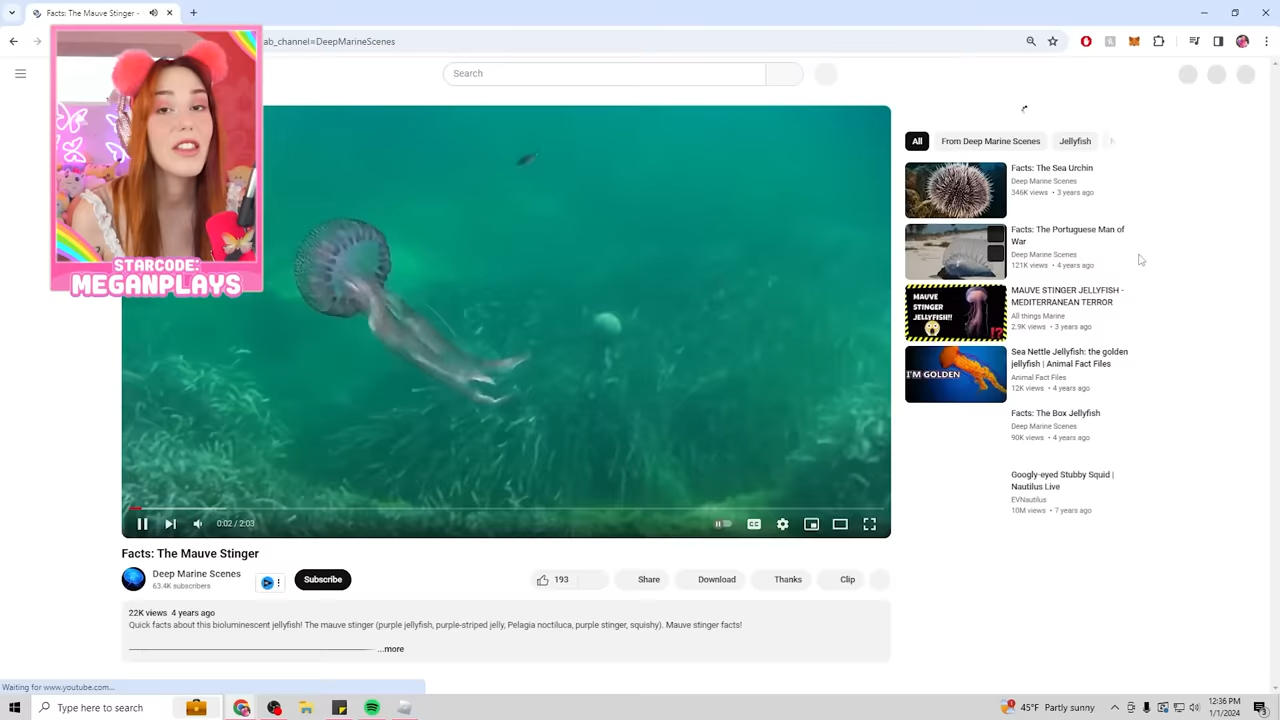 Facts: The Mauve Stinger
ab_channel=DeepMarineScenes
Search
STARCODE:
MEGANPLAYS
All
From Deep Marine Scenes
Jellyfish
Facts: The Sea Urchin
Deep Marine Scenes
346K views • 3 years ago
Facts: The Portuguese Man of
War
Deep Marine Scenes
121K views • 4 years ago
MAUVE
STINGER
JELLYFISH!!
!?
MAUVE STINGER JELLYFISH -
MEDITERRANEAN TERROR
All things Marine
2.9K views • 3 years ago
I'M GOLDEN
Sea Nettle Jellyfish: the golden
jellyfish | Animal Fact Files
Animal Fact Files
12K views • 4 years ago
Facts: The Box Jellyfish
Deep Marine Scenes
90K views • 4 years ago
Googly-eyed Stubby Squid |
Nautilus Live
EVNautilus
10M views • 7 years ago
0:02 / 2:03
CC
Facts: The Mauve Stinger
Deep Marine Scenes
63.4K subscribers
Subscribe
193
Share
Download
Thanks
Clip
22K views 4 years ago
Quick facts about this bioluminescent jellyfish! The mauve stinger (purple jellyfish, purple-striped jelly, Pelagia noctiluca, purple stinger, squishy). Mauve stinger facts!
...more
Waiting for www.youtube.com...
Type here to search
45°F Partly sunny
12:36 PM
1/1/2024